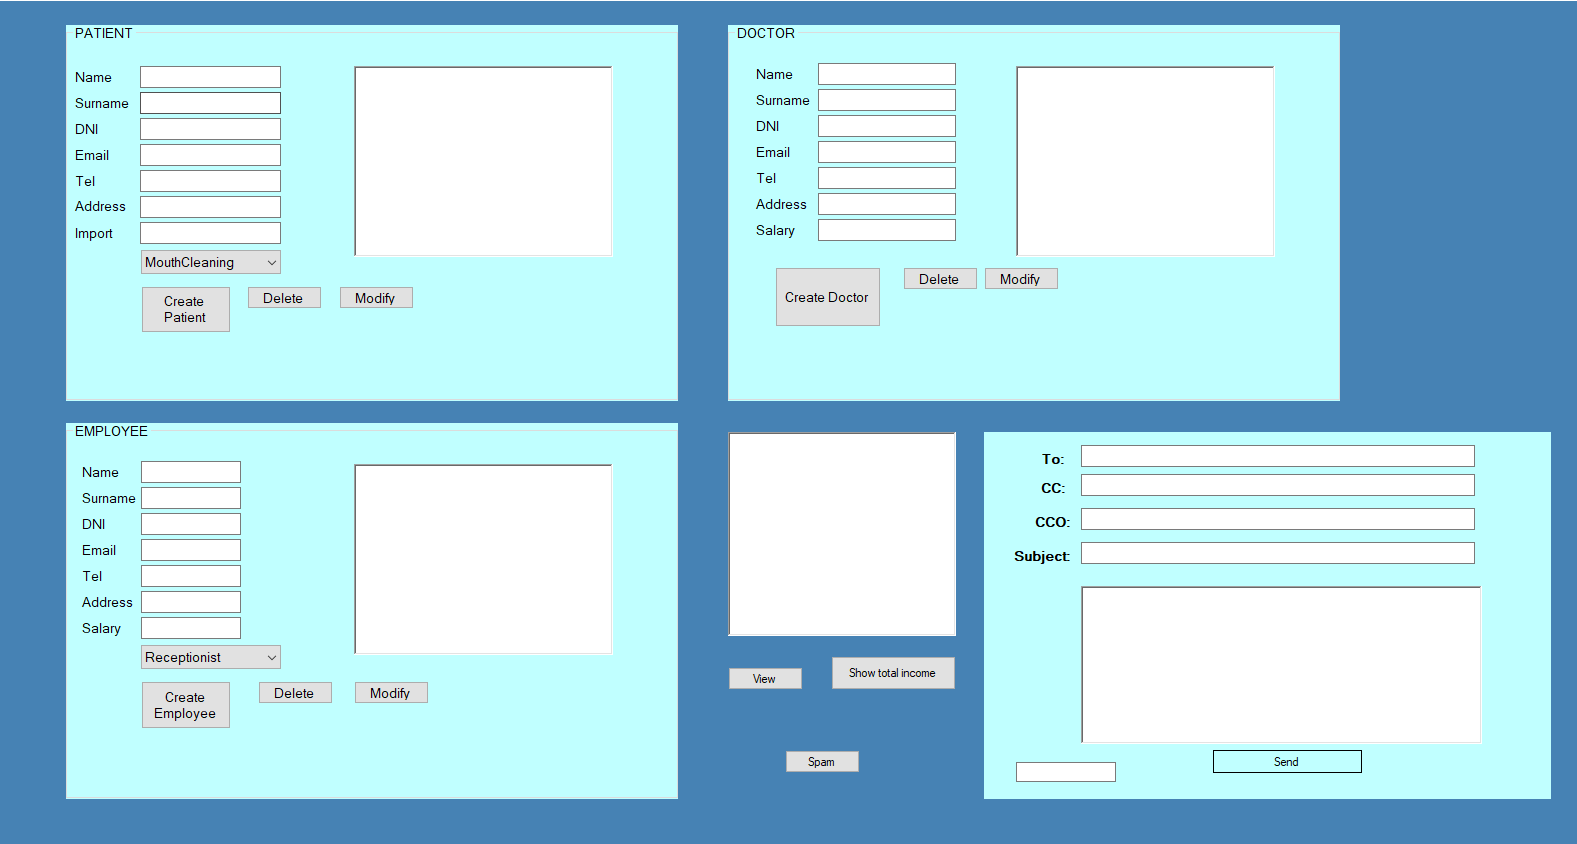 PATIENT
Name
Surname
DNI
Email
Tel
Address
Import
MouthCleaning
Create
Patient
Delete
Modify
DOCTOR
Name
Surname
DNI
Email
Tel
Address
Salary
Create Doctor
Delete
Modify
EMPLOYEE
Name
Surname
DNI
Email
Tel
Address
Salary
Receptionist
Create
Employee
Delete
Modify
View
Show total income
Spam
To:
CC:
CCO:
Subject:
Send